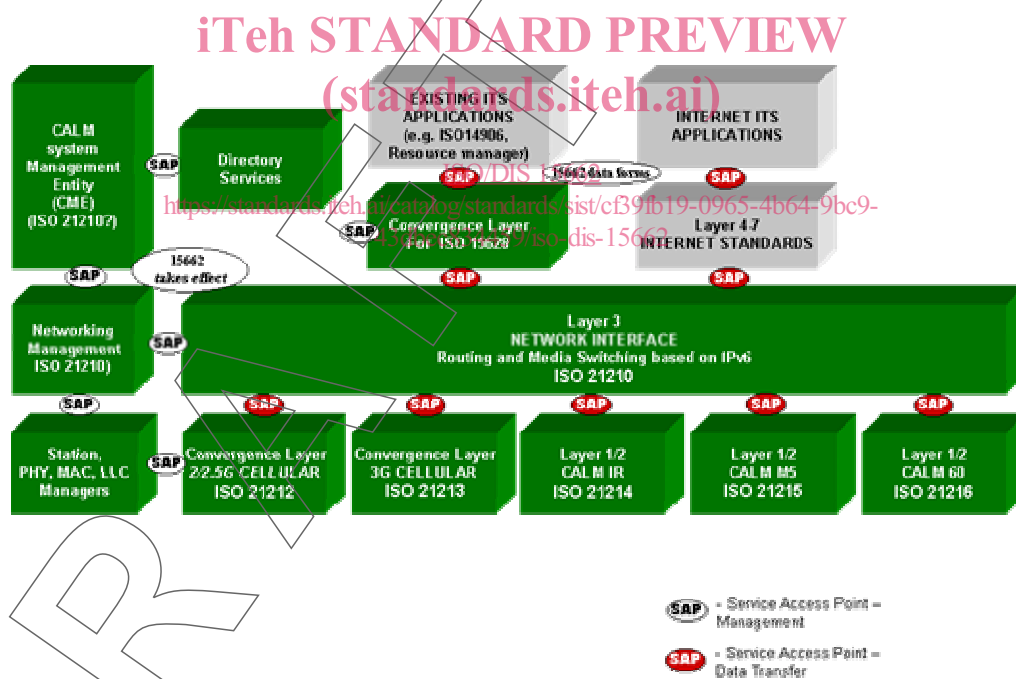 iTeh STANDARD PREVIEW
(standards.iteh.ai)
ISO/DIS 15662
https://standards.iteh.ai/catalog/standards/sist/cf39fb19-0965-4b64-9bc9-
/iso-dis-15662
CALM
system
Management
Entity
(CME)
(ISO 21210?)
SAP
Directory
Services
EXISTING ITS
APPLICATIONS
(e.g. ISO14906,
Resource manager)
INTERNET ITS
APPLICATIONS
SAP
15662 data forms
SAP
SAP
Convergence Layer
For ISO 15628
Layer 4-7
INTERNET STANDARDS
SAP
15662
takes effect
SAP
SAP
Networking
Management
ISO 21210)
SAP
Layer 3
NETWORK INTERFACE
Routing and Media Switching based on IPv6
ISO 21210
SAP
SAP
SAP
SAP
SAP
SAP
Station,
PHY, MAC, LLC
Managers
SAP
Convergence Layer
2/2.5G CELLULAR
ISO 21212
Convergence Layer
3G CELLULAR
ISO 21213
Layer 1/2
CALM IR
ISO 21214
Layer 1/2
CALM M5
ISO 21215
Layer 1/2
CALM 60
ISO 21216
SAP - Service Access Point –
Management
SAP - Service Access Point –
Data Transfer
DRAFT